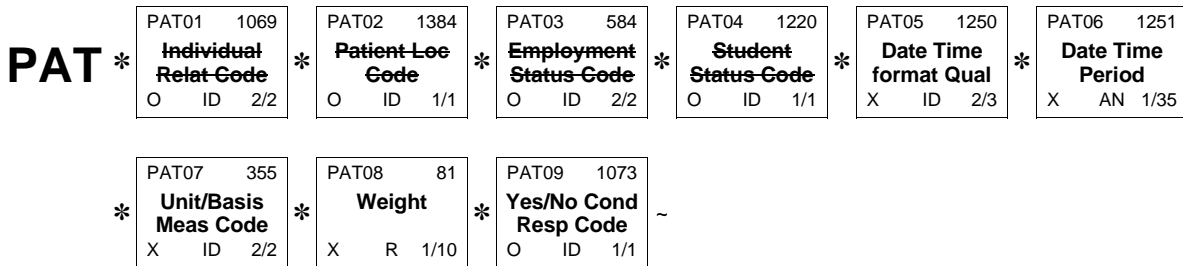 PAT * PAT01 1069 PAT02 1384 PAT03 584 PAT04 1220 PAT05 1250 PAT06 1251
Individual * Patient Loc * Employment * Student * Date Time * Date Time
Relat Code Code Status Code Status Code format Qual Period
O ID 2/2 O ID 1/1 O ID 2/2 O ID 1/1 X ID 2/3 X AN 1/35
* PAT07 355 PAT08 81 PAT09 1073
Unit/Basis * Weight * Yes/No Cond ~
Meas Code Resp Code
X ID 2/2 X R 1/10 O ID 1/1